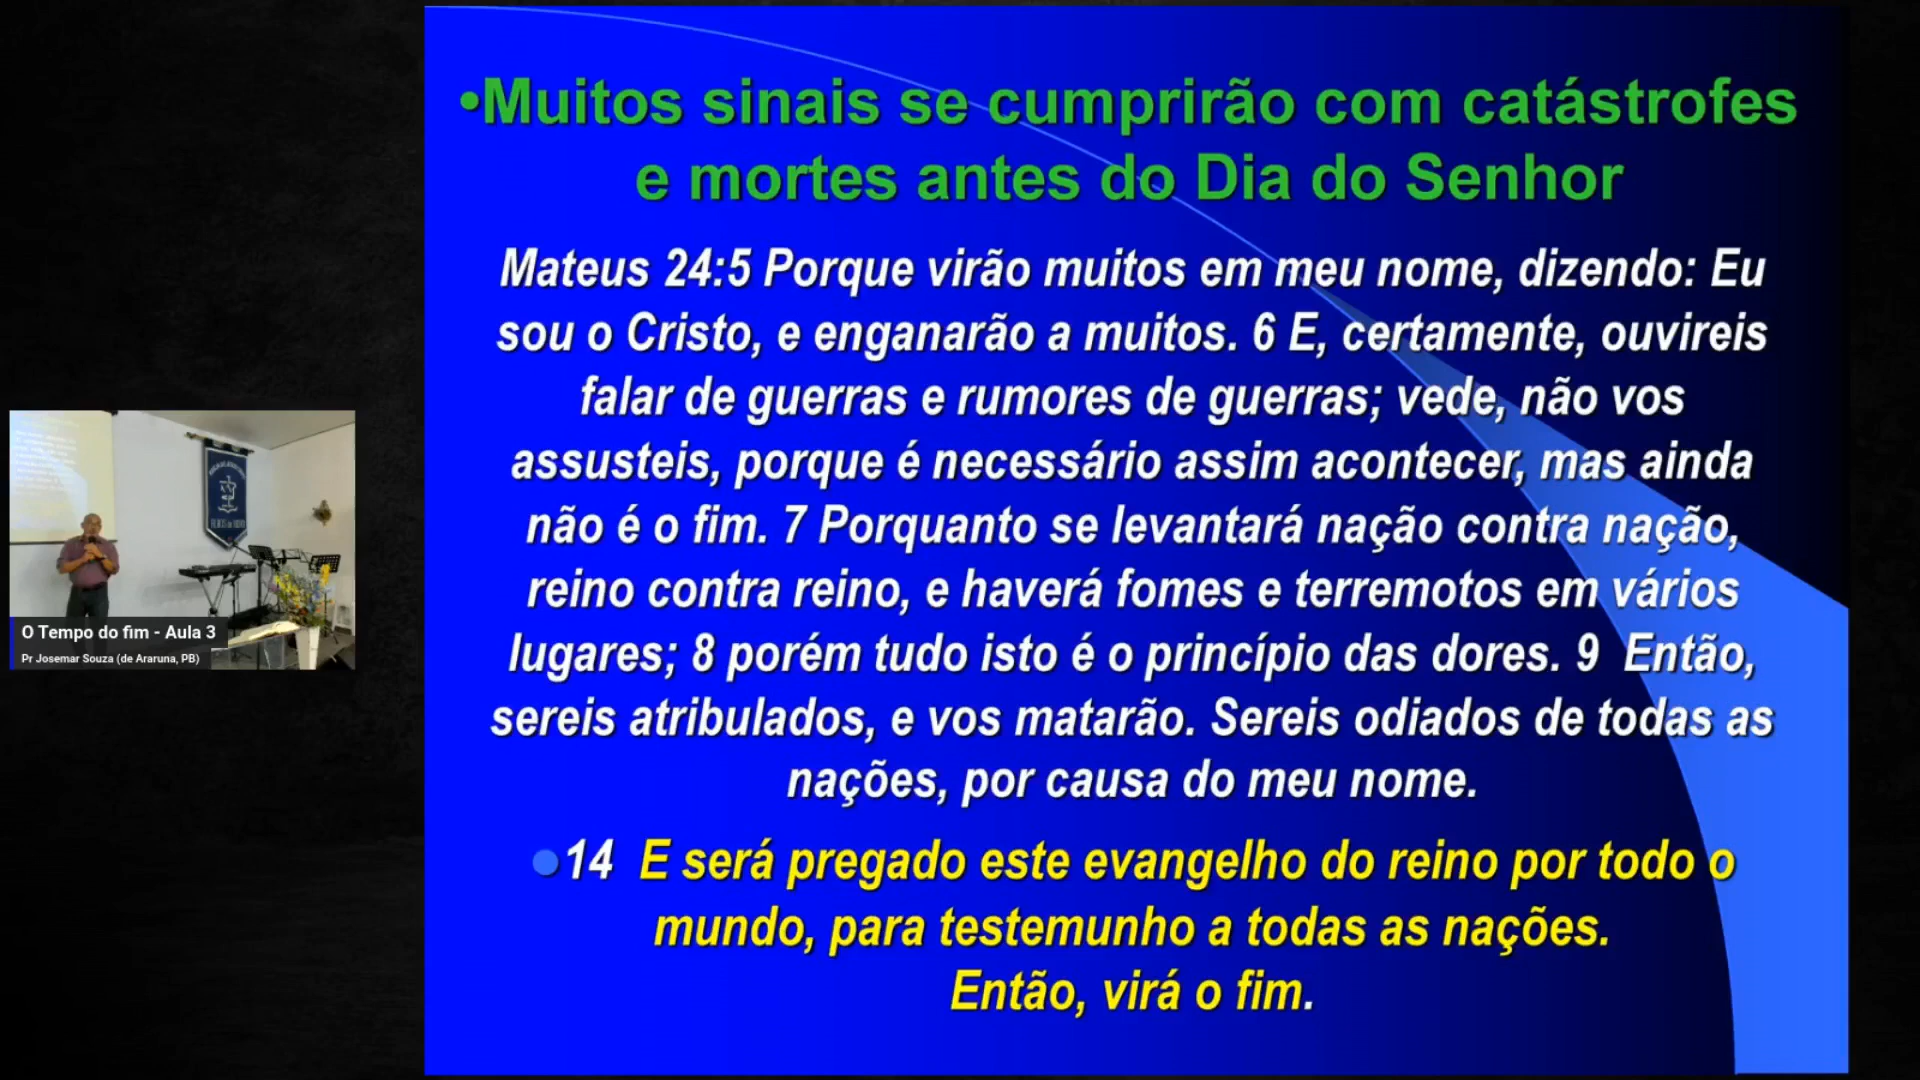 •Muitos sinais se cumprirão com catástrofes
e mortes antes do Dia do Senhor
Mateus 24:5 Porque virão muitos em meu nome, dizendo: Eu
sou o Cristo, e enganarão a muitos. 6 E, certamente, ouvireis
falar de guerras e rumores de guerras; vede, não vos
assusteis, porque é necessário assim acontecer, mas ainda
não é o fim. 7 Porquanto se levantará nação contra nação,
reino contra reino, e haverá fomes e terremotos em vários
lugares; 8 porém tudo isto é o princípio das dores. 9 Então,
sereis atribulados, e vos matarão. Sereis odiados de todas as
nações, por causa do meu nome.
●14 E será pregado este evangelho do reino por todo o
mundo, para testemunho a todas as nações.
Então, virá o fim.
O Tempo do fim - Aula 3
Pr Josemar Souza (de Araruna, PB)